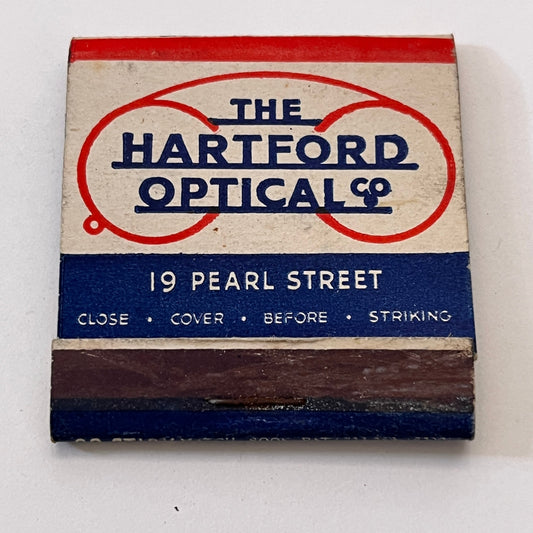 THE
HARTFORD
OPTICAL CO
19 PEARL STREET
CLOSE · COVER · BEFORE · STRIKING